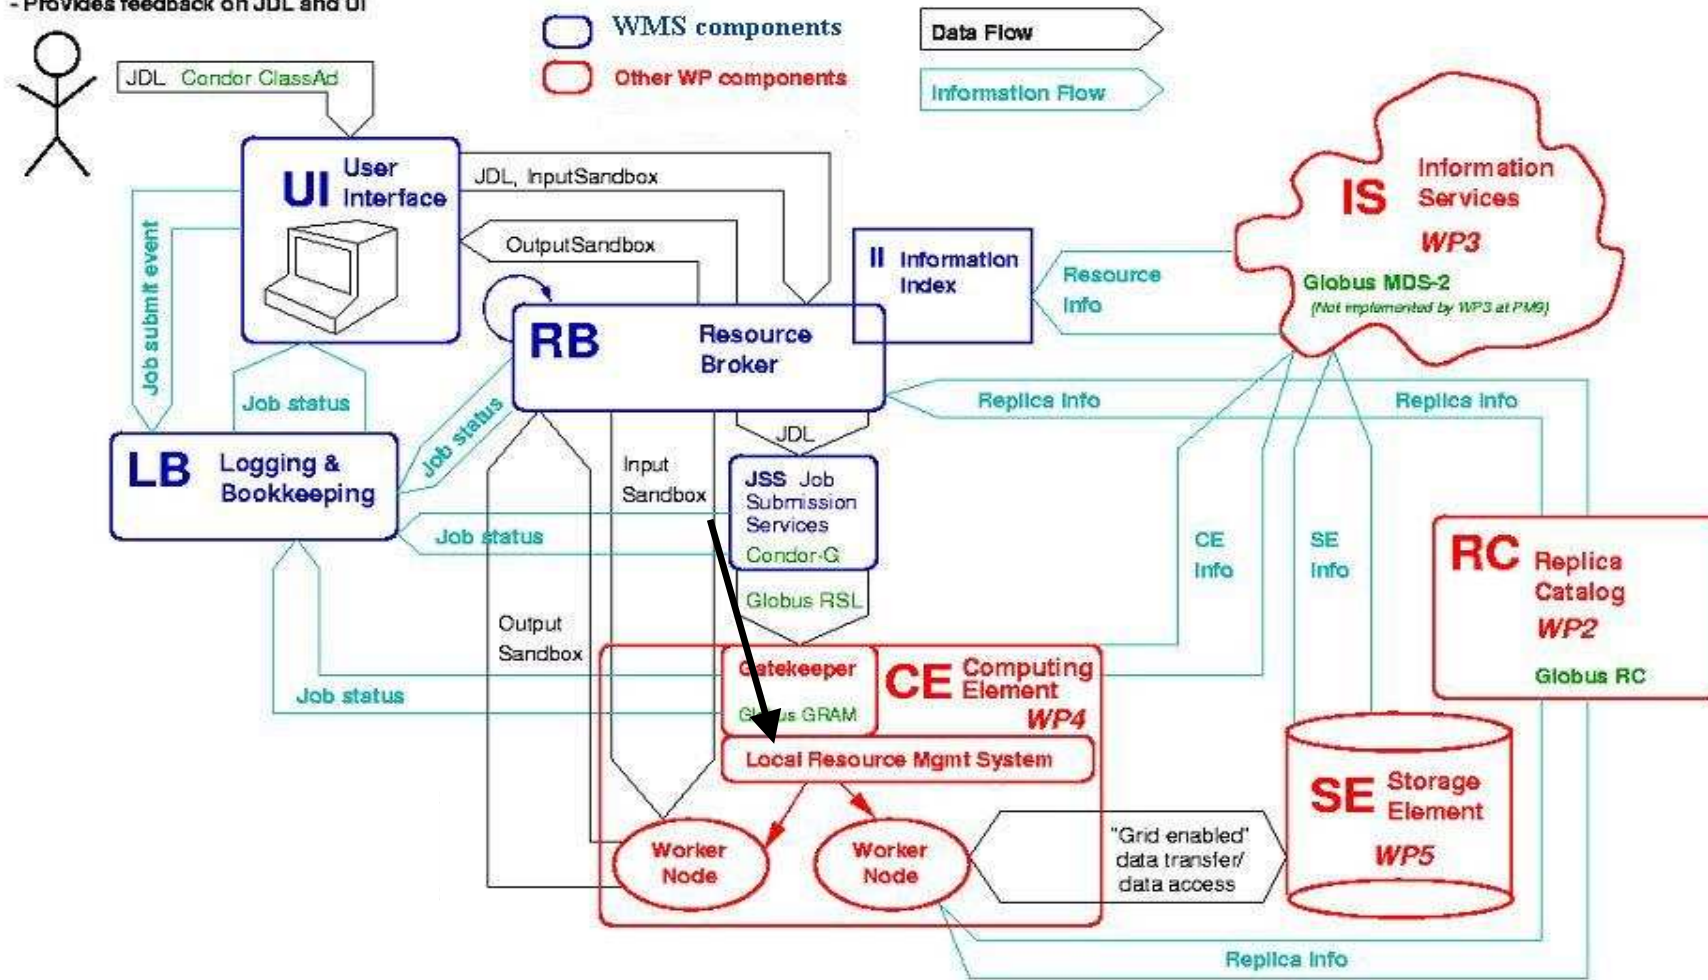 - Provides feedback on JDL and UI
WMS components
Other WP components
Data Flow
Information Flow
JDL Condor ClassAd
UI User
Interface
JDL, InputSandbox
OutputSandbox
Job submit event
II Information
Index
Resource
Info
IS Information
Services
WP3
Globus MDS-2
(Not implemented by WP3 at PM9)
RB Resource
Broker
Job status
Job status
Replica Info
Replica Info
JDL
LB Logging &
Bookkeeping
Input
Sandbox
JSS Job
Submission
Services
Condor-G
Job status
CE
Info
SE
Info
RC Replica
Catalog
WP2
Globus RC
Globus RSL
Output
Sandbox
Job status
Gatekeeper
Globus GRAM
CE Computing
Element
WP4
Local Resource Mgmt System
SE Storage
Element
WP5
Worker
Node
Worker
Node
"Grid enabled"
data transfer/
data access
Replica Info